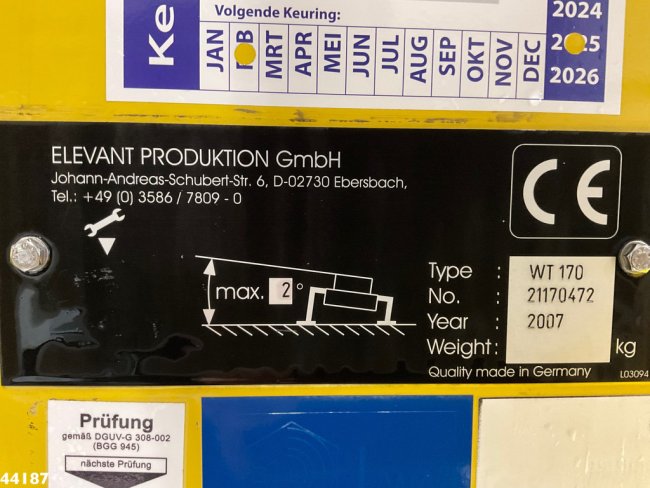 Ke
Volgende Keuring:
JAN
MRT
APR
MEI
JUN
JUL
AUG
SEP
OKT
NOV
DEC
2024
2026
ELEVANT PRODUKTION GmbH
Johann-Andreas-Schubert-Str. 6, D-02730 Ebersbach,
Tel.: +49 (0) 3586 / 7809 - 0
CE
max. 2°
Type : WT 170
No. : 21170472
Year : 2007
Weight: kg
Quality made in Germany L03094
Prüfung
gemäß DGUV-G 308-002
(BGG 945)
nächste Prüfung
44187